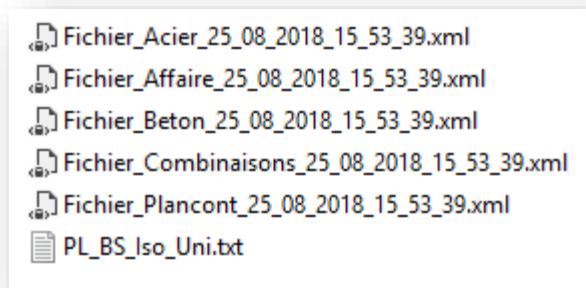 Fichier_Acier_25_08_2018_15_53_39.xml
Fichier_Affaire_25_08_2018_15_53_39.xml
Fichier_Beton_25_08_2018_15_53_39.xml
Fichier_Combinaisons_25_08_2018_15_53_39.xml
Fichier_Plancont_25_08_2018_15_53_39.xml
PL_BS_Iso_Uni.txt